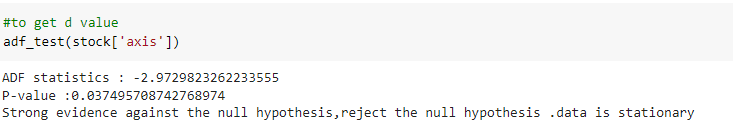 #to get d value
adf_test(stock['axis'])
ADF statistics : -2.9729823262233555
P-value :0.037495708742768974
Strong evidence against the null hypothesis,reject the null hypothesis .data is stationary